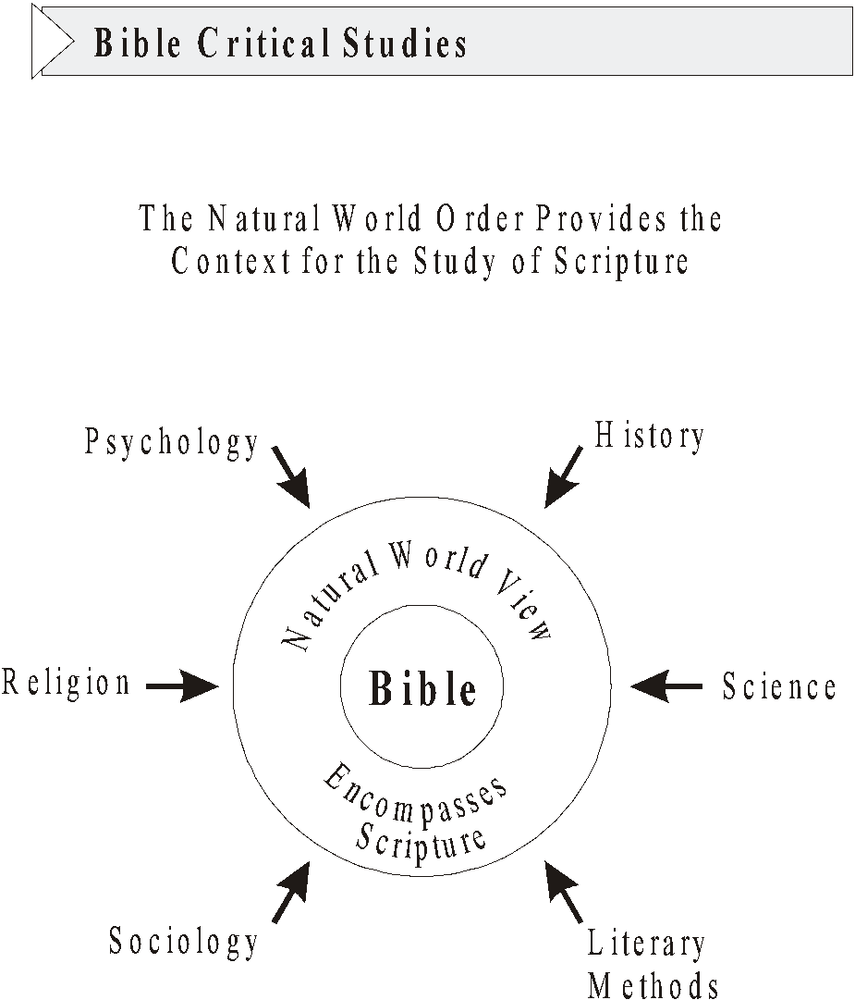 Bible Critical Studies
The Natural World Order Provides the
Context for the Study of Scripture
Psychology
History
Natural World View
Religion
Bible
Science
Encompasses
Scripture
Sociology
Literary
Methods